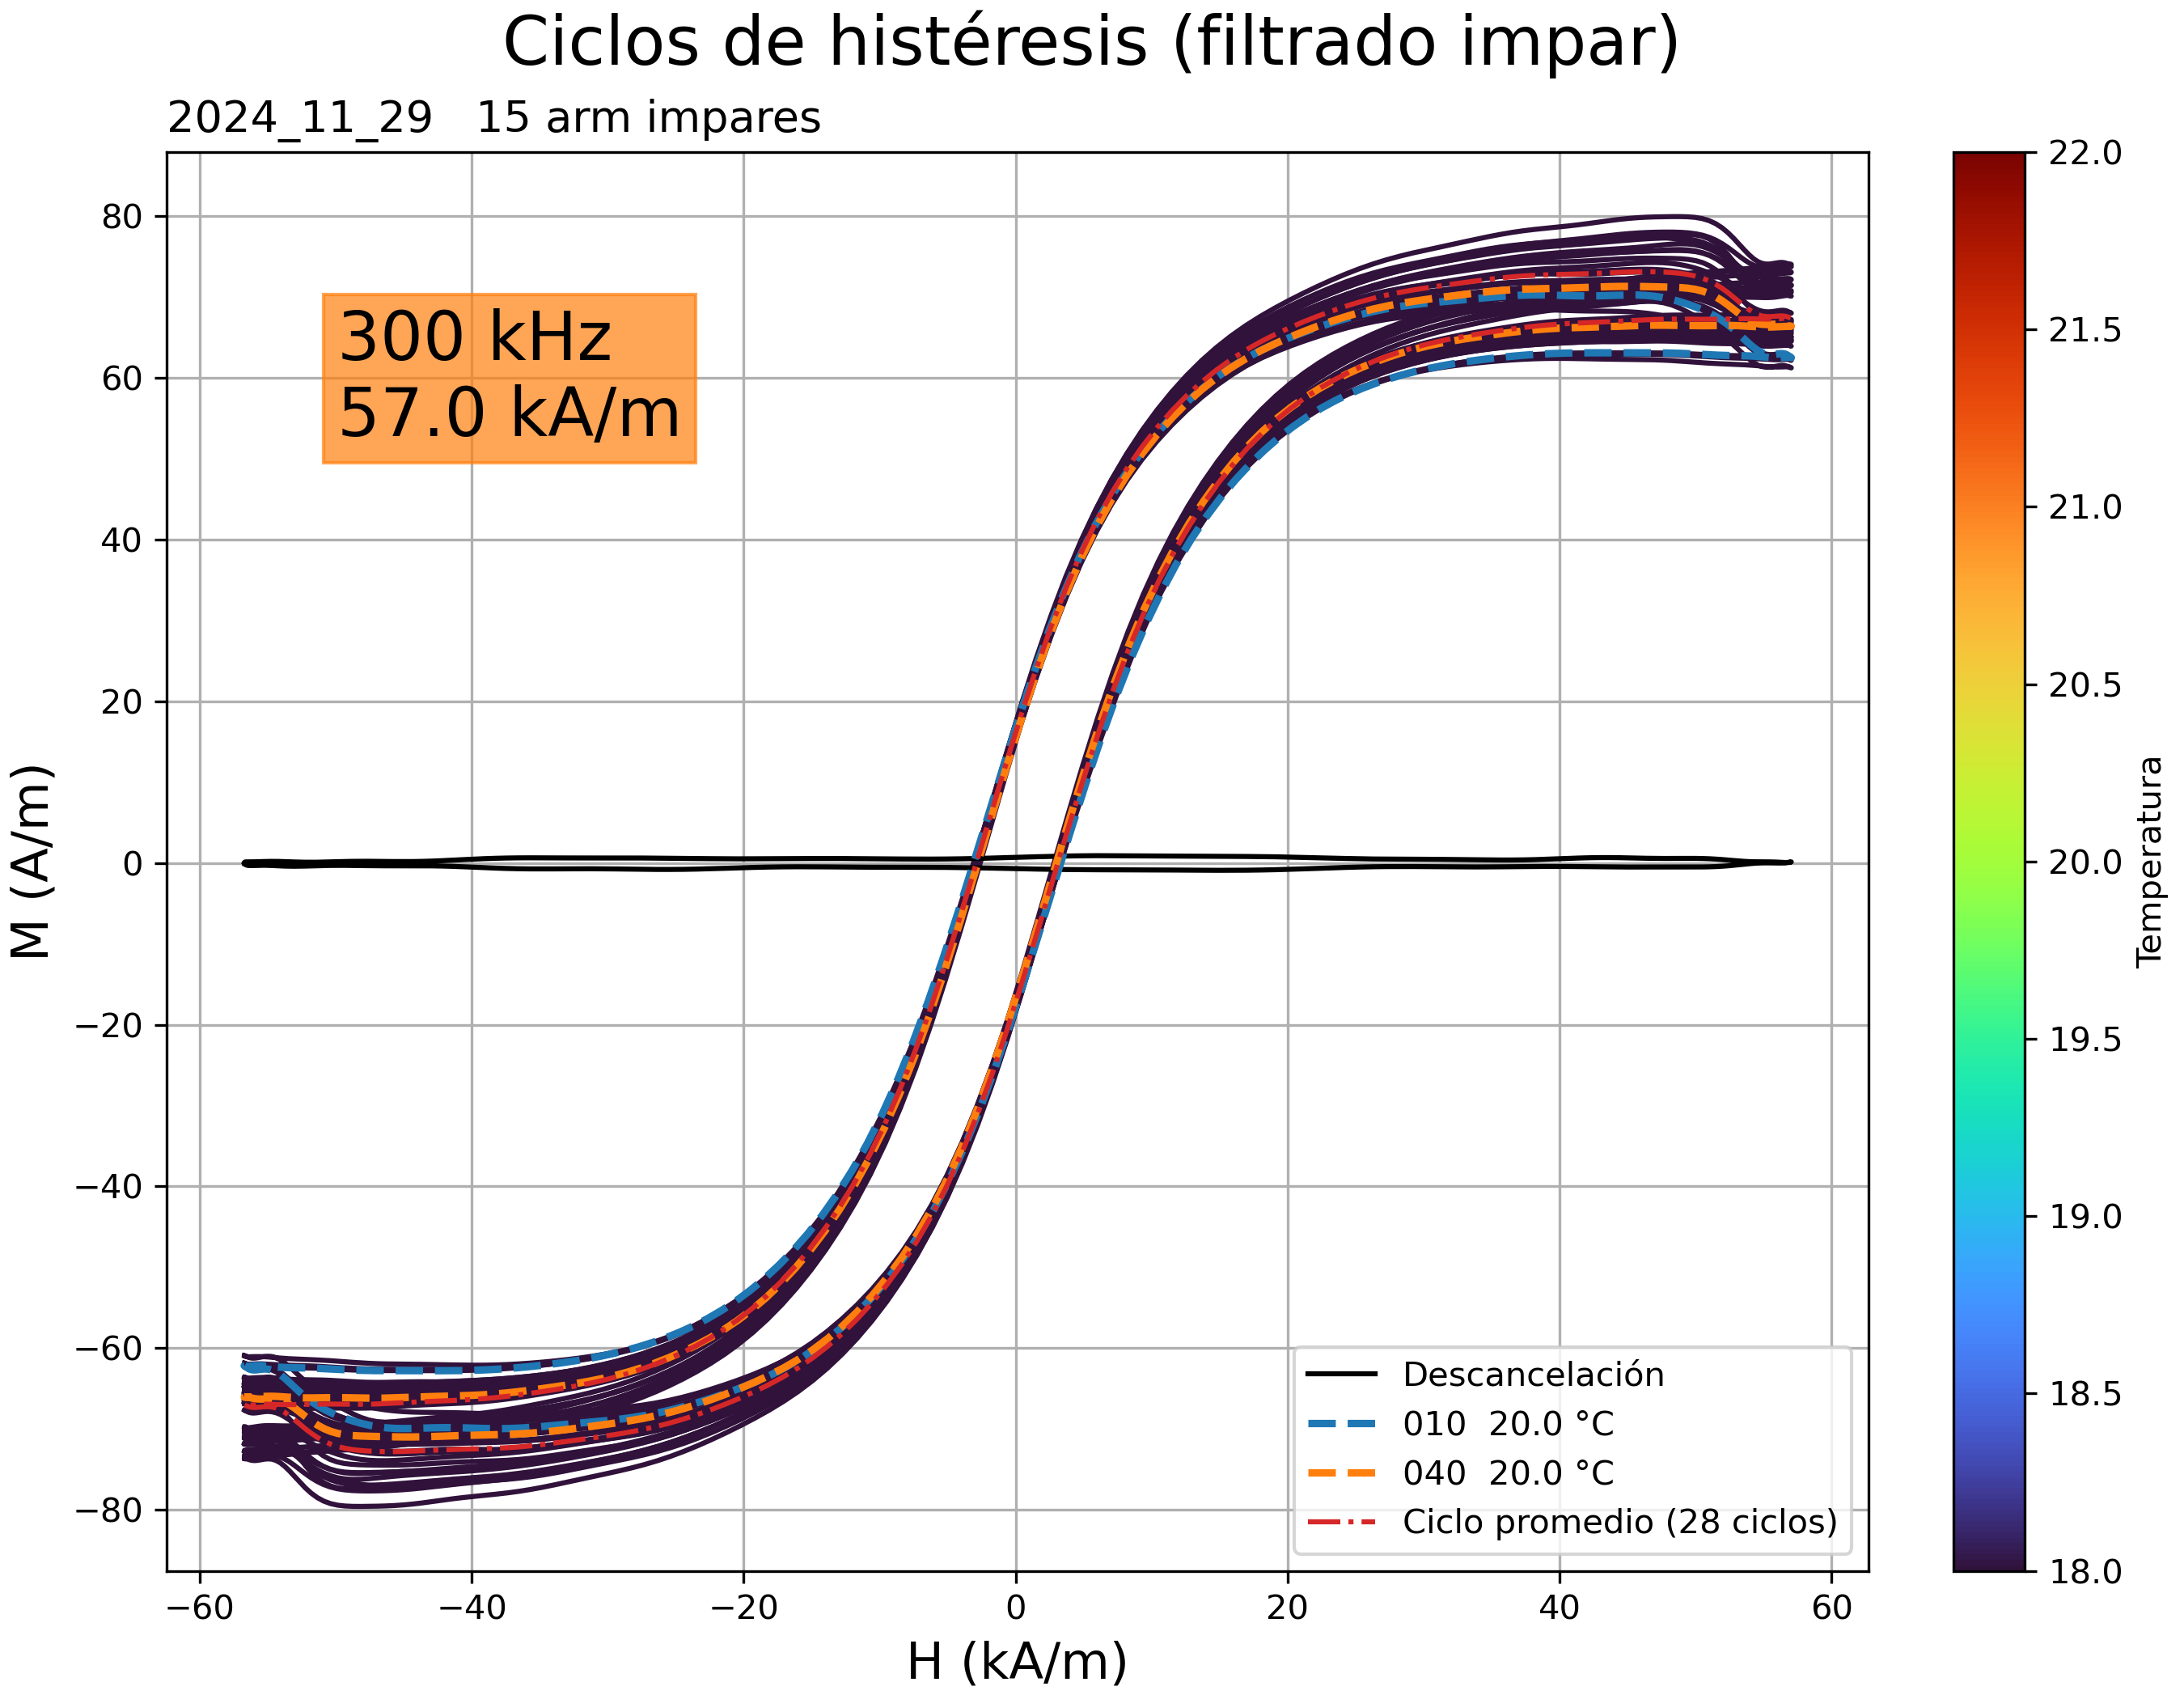 Ciclos de histéresis (filtrado impar)
2024_11_29   15 arm impares
300 kHz
57.0 kA/m
M (A/m)
80
60
40
20
0
−20
−40
−60
−80
−60
−40
−20
0
20
40
60
H (kA/m)
Descancelación
010  20.0 °C
040  20.0 °C
Ciclo promedio (28 ciclos)
22.0
21.5
21.0
20.5
20.0
19.5
19.0
18.5
18.0
Temperatura